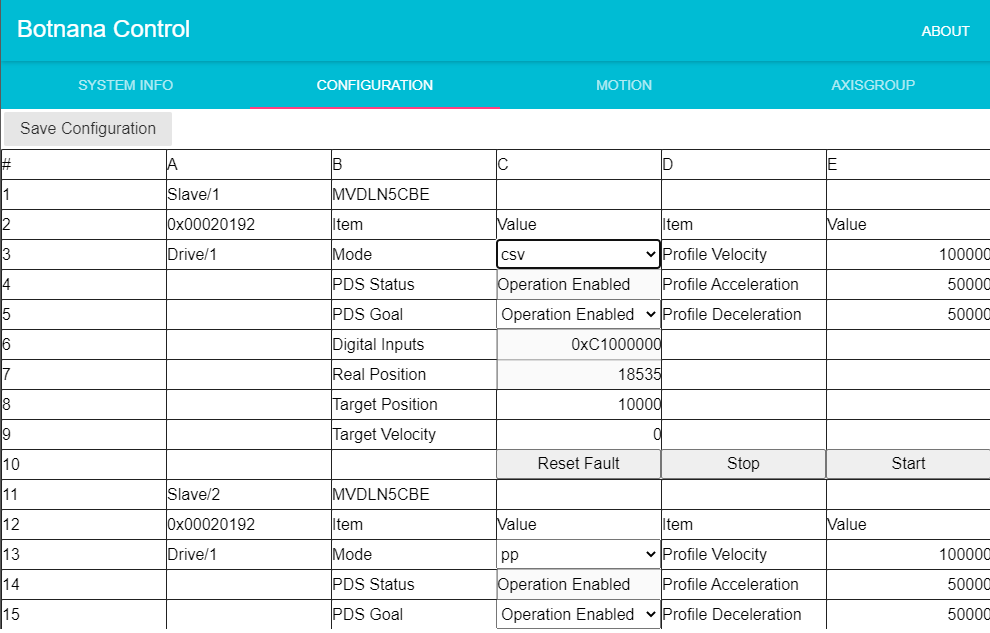 Botnana Control ABOUT
SYSTEM INFO CONFIGURATION MOTION AXISGROUP
Save Configuration
# A B C D E
1 Slave/1 MVDLN5CBE
2 0x00020192 Item Value Item Value
3 Drive/1 Mode csv Profile Velocity 100000
4 PDS Status Operation Enabled Profile Acceleration 50000
5 PDS Goal Operation Enabled Profile Deceleration 50000
6 Digital Inputs 0xC1000000
7 Real Position 18535
8 Target Position 10000
9 Target Velocity 0
10 Reset Fault Stop Start
11 Slave/2 MVDLN5CBE
12 0x00020192 Item Value Item Value
13 Drive/1 Mode pp Profile Velocity 100000
14 PDS Status Operation Enabled Profile Acceleration 50000
15 PDS Goal Operation Enabled Profile Deceleration 50000